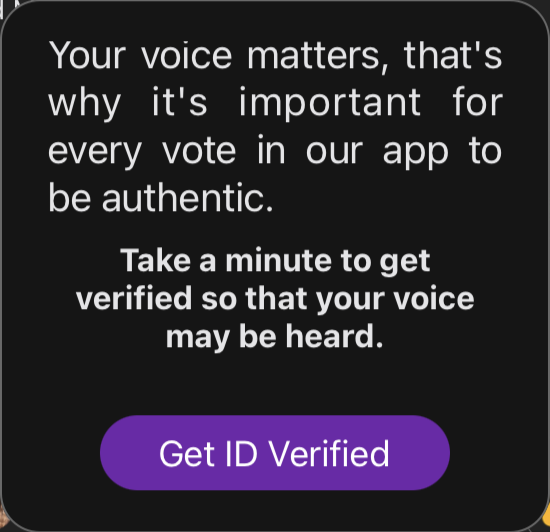 Your voice matters, that's
why it's important for
every vote in our app to
be authentic.
Take a minute to get
verified so that your voice
may be heard.
Get ID Verified